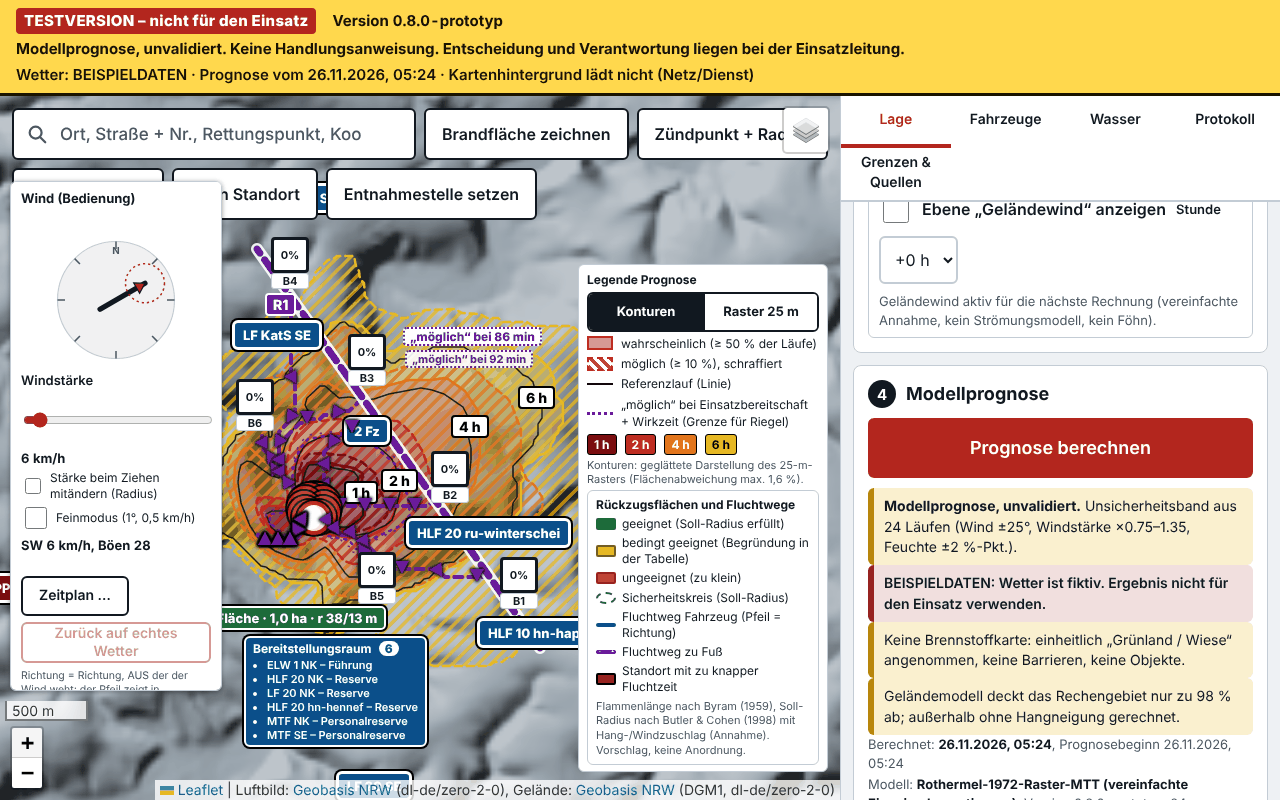 TESTVERSION – nicht für den Einsatz Version 0.8.0-prototyp
Modellprognose, unvalidiert. Keine Handlungsanweisung. Entscheidung und Verantwortung liegen bei der Einsatzleitung.
Wetter: BEISPIELDATEN · Prognose vom 26.11.2026, 05:24 · Kartenhintergrund lädt nicht (Netz/Dienst)
Ort, Straße + Nr., Rettungspunkt, Koo
Brandfläche zeichnen
Zündpunkt + Rad
Standort
Entnahmestelle setzen
Wind (Bedienung)
N
Windstärke
6 km/h
Stärke beim Ziehen
mitändern (Radius)
Feinmodus (1°, 0,5 km/h)
SW 6 km/h, Böen 28
Zeitplan ...
Zurück auf echtes
Wetter
Richtung = Richtung, AUS der der
Wind weht; der Pfeil zeigt in
500 m
+
−
0%
B4
R1
LF KatS SE
0%
B3
„möglich“ bei 86 min
„möglich“ bei 92 min
0%
B6
6 h
4 h
2 Fz
0%
B2
2 h
1 h
HLF 20 ru-winterschei
0%
B5
0%
B1
fläche · 1,0 ha · r 38/13 m
HLF 10 hn-hap
Bereitstellungsraum 6
• ELW 1 NK – Führung
• HLF 20 NK – Reserve
• LF 20 NK – Reserve
• HLF 20 hn-hennef – Reserve
• MTF NK – Personalreserve
• MTF SE – Personalreserve
Legende Prognose
Konturen Raster 25 m
wahrscheinlich (≥ 50 % der Läufe)
möglich (≥ 10 %), schraffiert
Referenzlauf (Linie)
„möglich“ bei Einsatzbereitschaft
+ Wirkzeit (Grenze für Riegel)
1 h 2 h 4 h 6 h
Konturen: geglättete Darstellung des 25-m-
Rasters (Flächenabweichung max. 1,6 %).
Rückzugsflächen und Fluchtwege
geeignet (Soll-Radius erfüllt)
bedingt geeignet (Begründung in
der Tabelle)
ungeeignet (zu klein)
Sicherheitskreis (Soll-Radius)
Fluchtweg Fahrzeug (Pfeil =
Richtung)
Fluchtweg zu Fuß
Standort mit zu knapper
Fluchtzeit
Flammenlänge nach Byram (1959), Soll-
Radius nach Butler & Cohen (1998) mit
Hang-/Windzuschlag (Annahme).
Vorschlag, keine Anordnung.
Leaflet | Luftbild: Geobasis NRW (dl-de/zero-2-0), Gelände: Geobasis NRW (DGM1, dl-de/zero-2-0)
Lage Fahrzeuge Wasser Protokoll
Grenzen &
Quellen
Ebene „Geländewind“ anzeigen Stunde
+0 h
Geländewind aktiv für die nächste Rechnung (vereinfachte
Annahme, kein Strömungsmodell, kein Föhn).
4 Modellprognose
Prognose berechnen
Modellprognose, unvalidiert. Unsicherheitsband aus
24 Läufen (Wind ±25°, Windstärke ×0.75–1.35,
Feuchte ±2 %-Pkt.).
BEISPIELDATEN: Wetter ist fiktiv. Ergebnis nicht für
den Einsatz verwenden.
Keine Brennstoffkarte: einheitlich „Grünland / Wiese“
angenommen, keine Barrieren, keine Objekte.
Geländemodell deckt das Rechengebiet nur zu 98 %
ab; außerhalb ohne Hangneigung gerechnet.
Berechnet: 26.11.2026, 05:24, Prognosebeginn 26.11.2026,
05:24
Modell: Rothermel-1972-Raster-MTT (vereinfachte